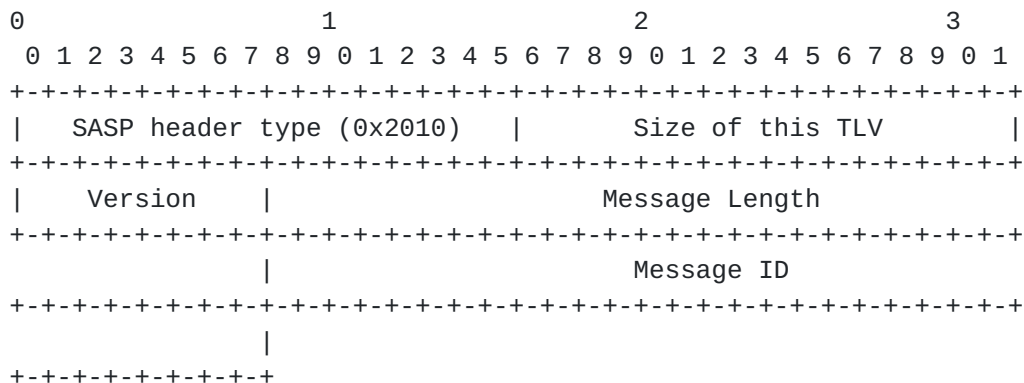 0                   1                   2                   3
 0 1 2 3 4 5 6 7 8 9 0 1 2 3 4 5 6 7 8 9 0 1 2 3 4 5 6 7 8 9 0 1
+-+-+-+-+-+-+-+-+-+-+-+-+-+-+-+-+-+-+-+-+-+-+-+-+-+-+-+-+-+-+-+-+
|   SASP header type (0x2010)   |       Size of this TLV        |
+-+-+-+-+-+-+-+-+-+-+-+-+-+-+-+-+-+-+-+-+-+-+-+-+-+-+-+-+-+-+-+-+
|    Version    |                     Message Length
+-+-+-+-+-+-+-+-+-+-+-+-+-+-+-+-+-+-+-+-+-+-+-+-+-+-+-+-+-+-+-+-+
                |                       Message ID
+-+-+-+-+-+-+-+-+-+-+-+-+-+-+-+-+-+-+-+-+-+-+-+-+-+-+-+-+-+-+-+-+
                |
+-+-+-+-+-+-+-+-+